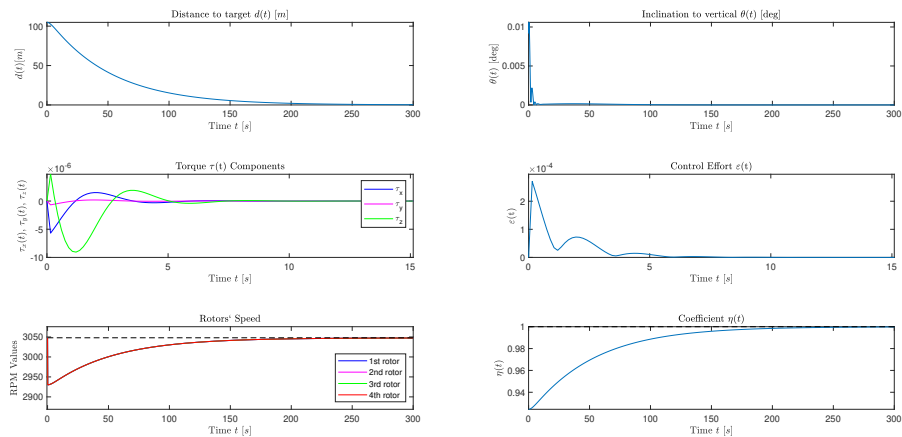 Distance to target d(t) [m]
d(t)[m]
100
50
0
0 50 100 150 200 250 300
Time t [s]
Inclination to vertical θ(t) [deg]
θ(t) [deg]
0.01
0.005
0
0 50 100 150 200 250 300
Time t [s]
Torque τ(t) Components
×10⁻⁶
τx(t), τy(t), τz(t)
0
-5
-10
0 5 10 15
Time t [s]
τx
τy
τz
Control Effort ε(t)
×10⁻⁴
ε(t)
2
0
0 5 10 15
Time t [s]
Rotors‘ Speed
RPM Values
3050
3000
2950
2900
0 50 100 150 200 250 300
Time t [s]
1st rotor
2nd rotor
3rd rotor
4th rotor
Coefficient η(t)
η(t)
1
0.98
0.96
0.94
0 50 100 150 200 250 300
Time t [s]